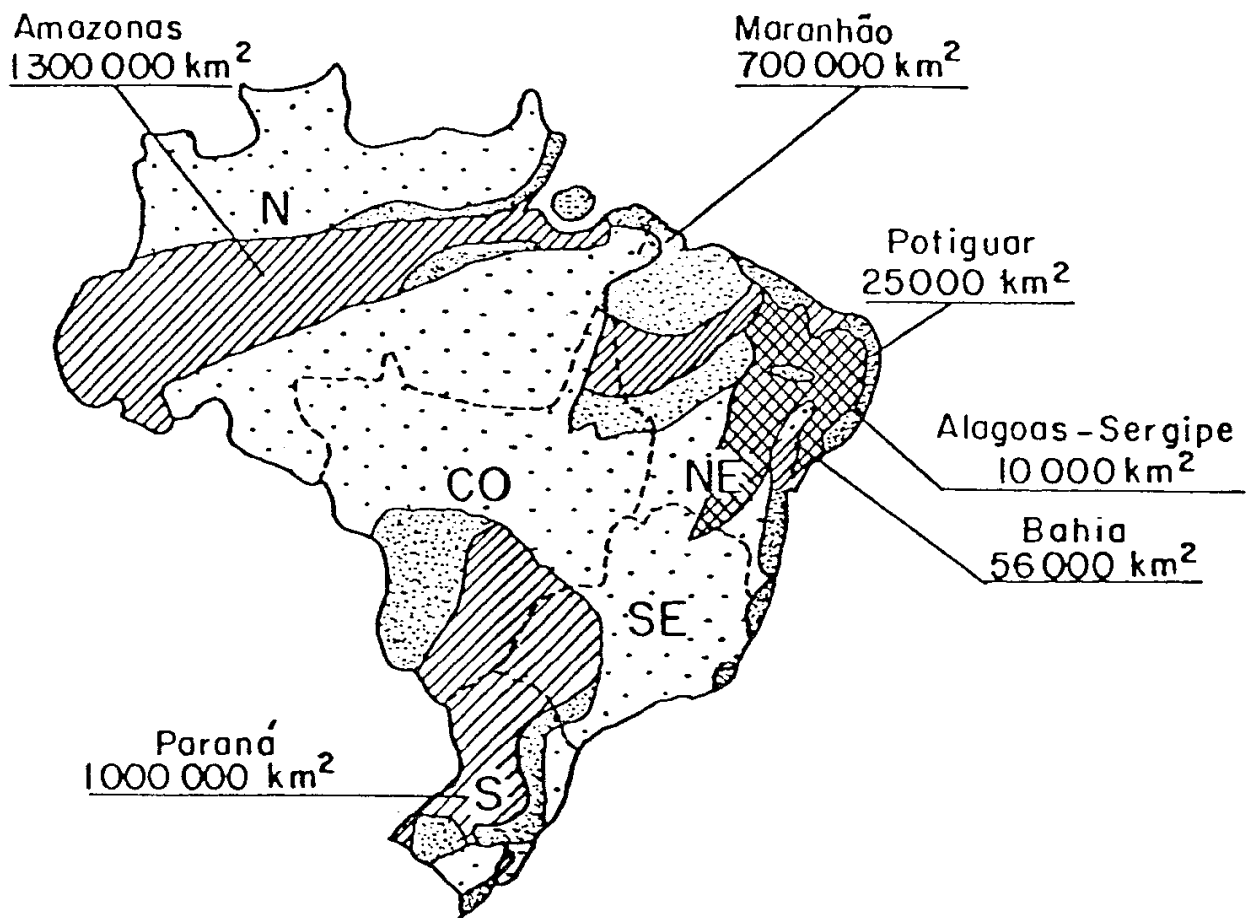 Amazonas
1300 000 km²
Maranhão
700 000 km²
N
Potiguar
25000 km²
Alagoas-Sergipe
10 000 km²
NE
CO
Bahia
56 000 km²
SE
Paraná
1000 000 km²
S